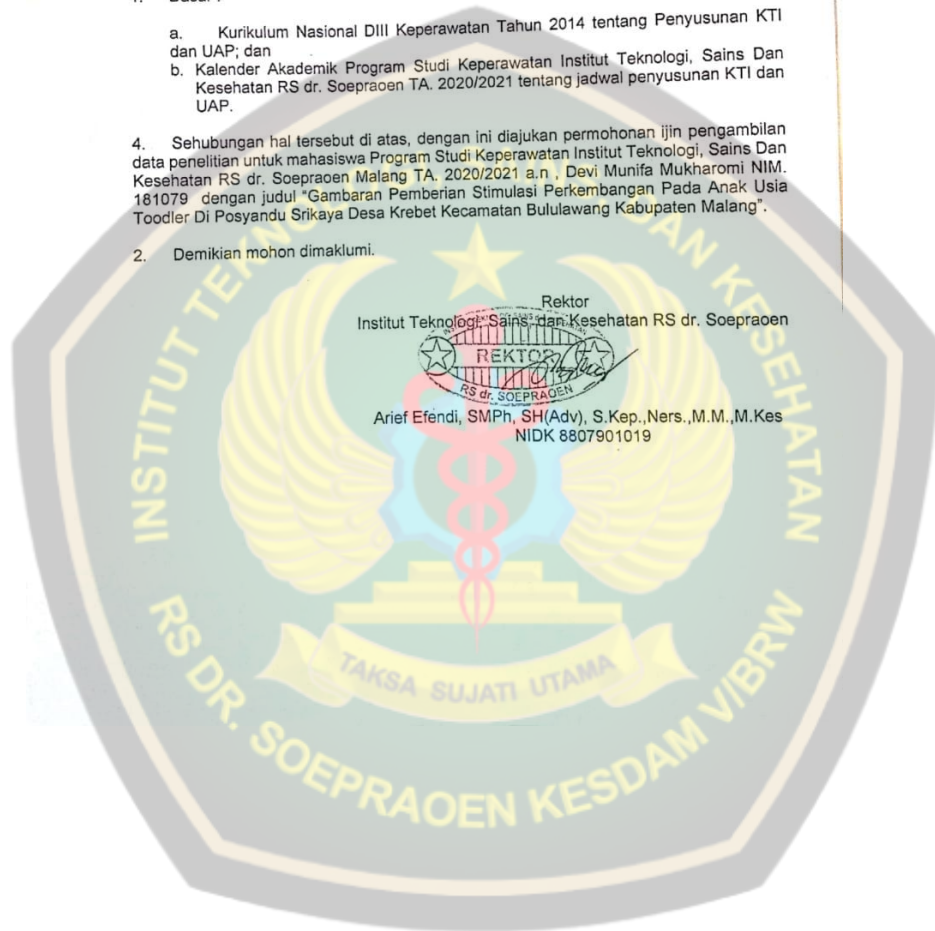 a. Kurikulum Nasional DIII Keperawatan Tahun 2014 tentang Penyusunan KTI
dan UAP; dan
b. Kalender Akademik Program Studi Keperawatan Institut Teknologi, Sains Dan
Kesehatan RS dr. Soepraoen TA. 2020/2021 tentang jadwal penyusunan KTI dan
UAP.
4. Sehubungan hal tersebut di atas, dengan ini diajukan permohonan ijin pengambilan
data penelitian untuk mahasiswa Program Studi Keperawatan Institut Teknologi, Sains Dan
Kesehatan RS dr. Soepraoen Malang TA. 2020/2021 a.n , Devi Munifa Mukharomi NIM.
181079 dengan judul “Gambaran Pemberian Stimulasi Perkembangan Pada Anak Usia
Toodler Di Posyandu Srikaya Desa Krebet Kecamatan Bululawang Kabupaten Malang”.
2. Demikian mohon dimaklumi.
Rektor
Institut Teknologi, Sains, dan Kesehatan RS dr. Soepraoen
REKTOR
RS dr. SOEPRAOEN
Arief Efendi, SMPh, SH(Adv), S.Kep.,Ners.,M.M.,M.Kes
NIDK 8807901019
INSTITUT TEKNOLOGI, SAINS, DAN KESEHATAN
TAKSA SUJATI UTAMA
RS DR. SOEPRAOEN KESDAM V/BRW